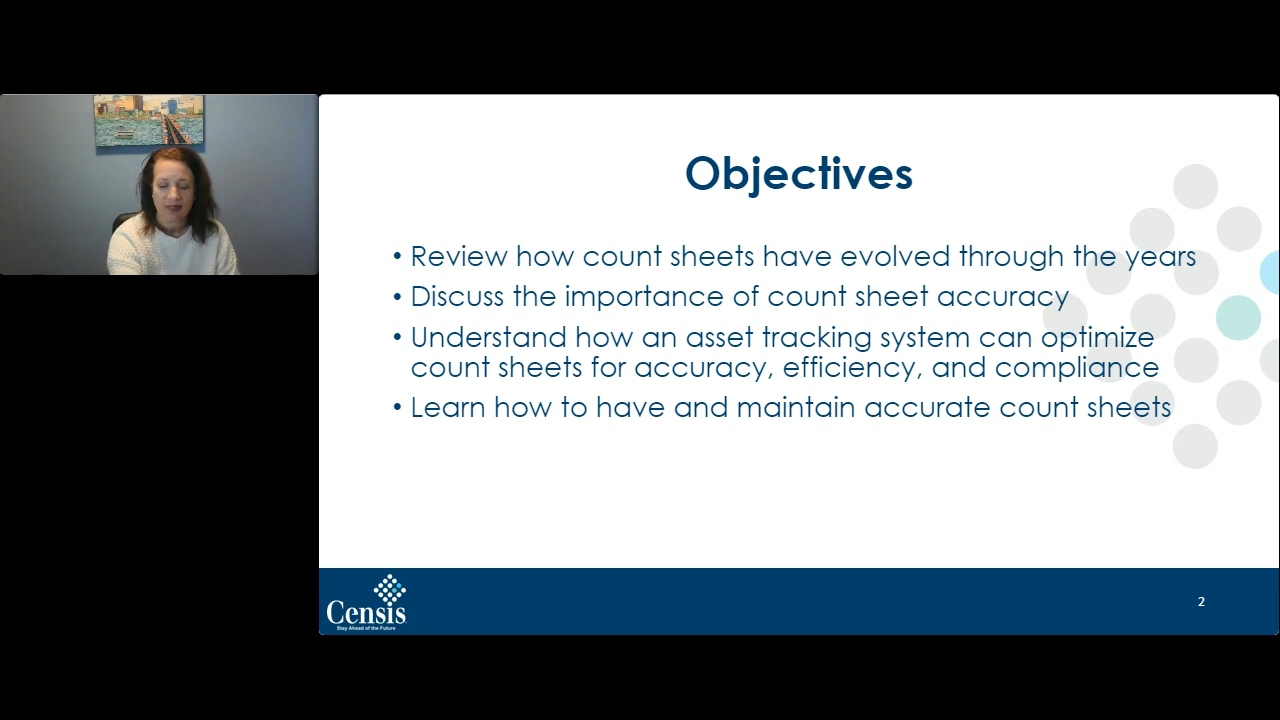 Objectives
• Review how count sheets have evolved through the years
• Discuss the importance of count sheet accuracy
• Understand how an asset tracking system can optimize
count sheets for accuracy, efficiency, and compliance
• Learn how to have and maintain accurate count sheets
Censis
Stay Ahead of the Future
2